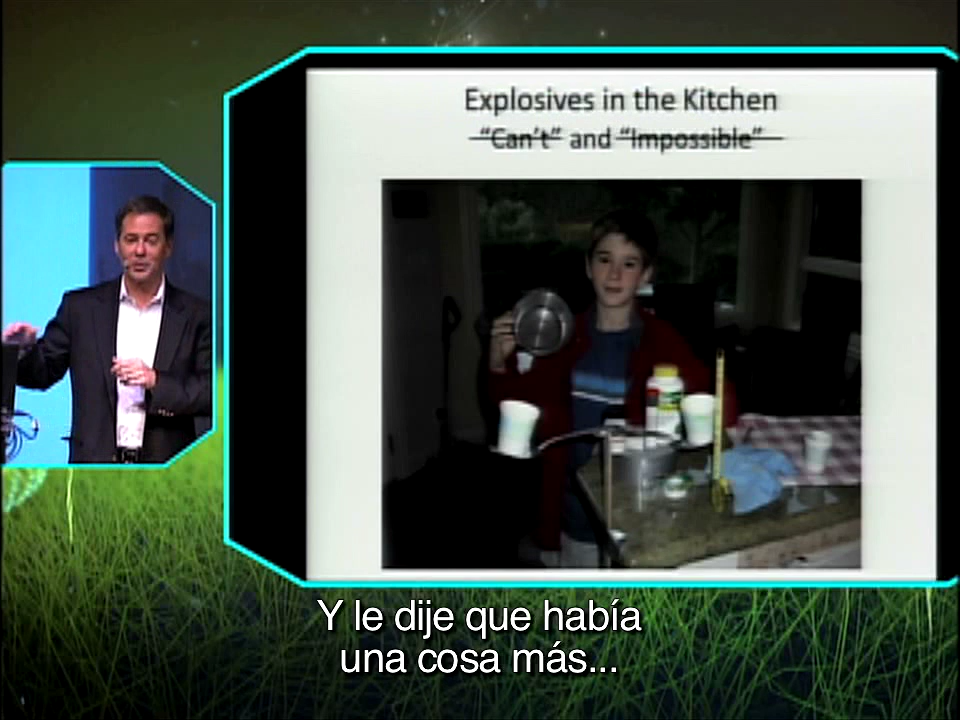 Explosives in the Kitchen
“Can’t” and “Impossible”
Y le dije que había
una cosa más...